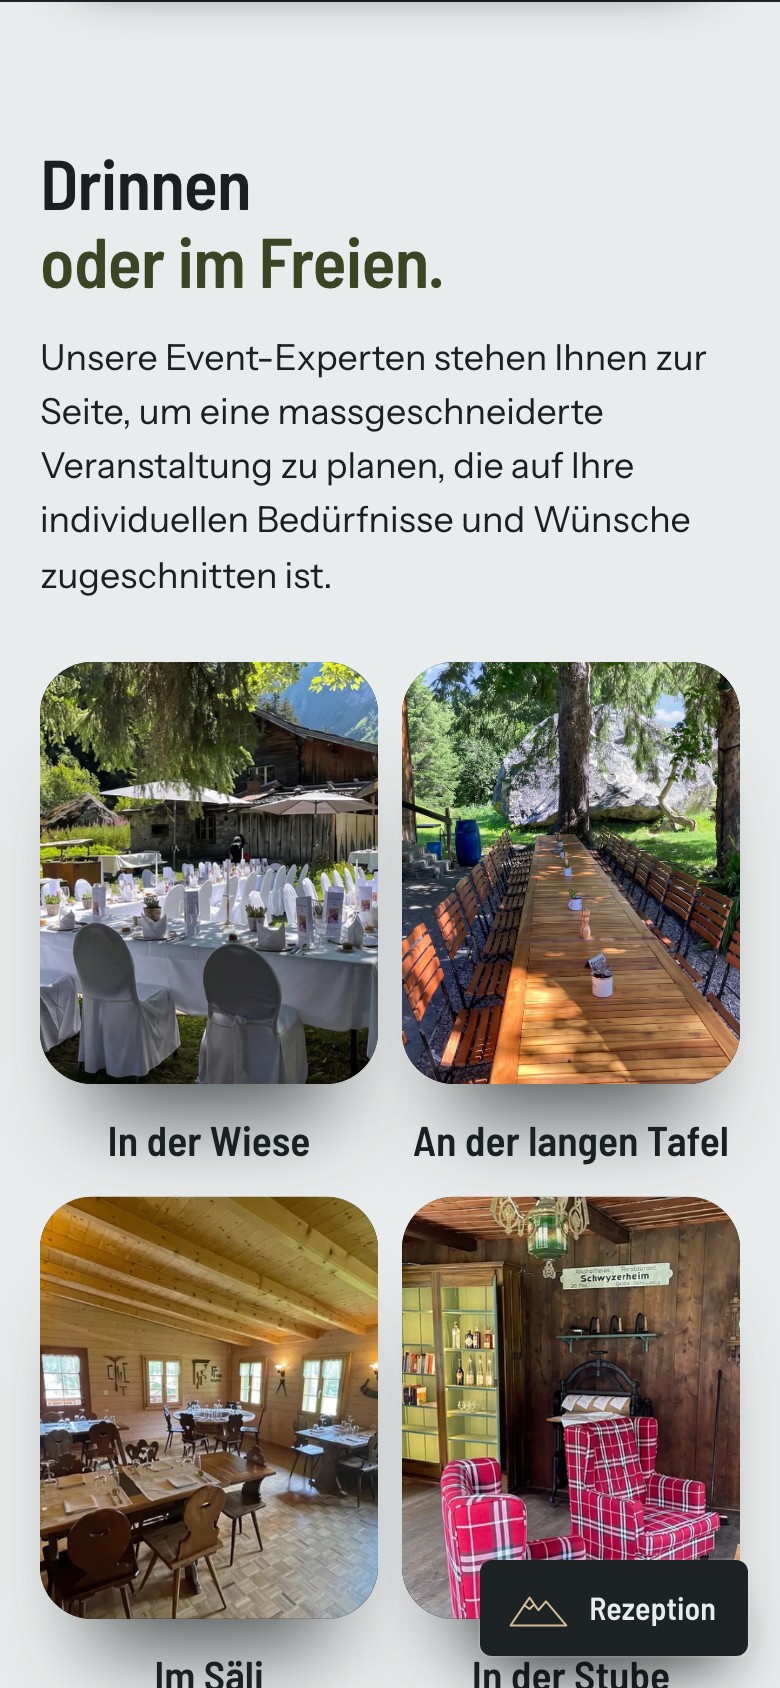 Drinnen
oder im Freien.
Unsere Event-Experten stehen Ihnen zur
Seite, um eine massgeschneiderte
Veranstaltung zu planen, die auf Ihre
individuellen Bedürfnisse und Wünsche
zugeschnitten ist.
In der Wiese
An der langen Tafel
Alkoholfreies Restaurant
Schwyzerheim
Rezeption
Im Säli
In der Stube